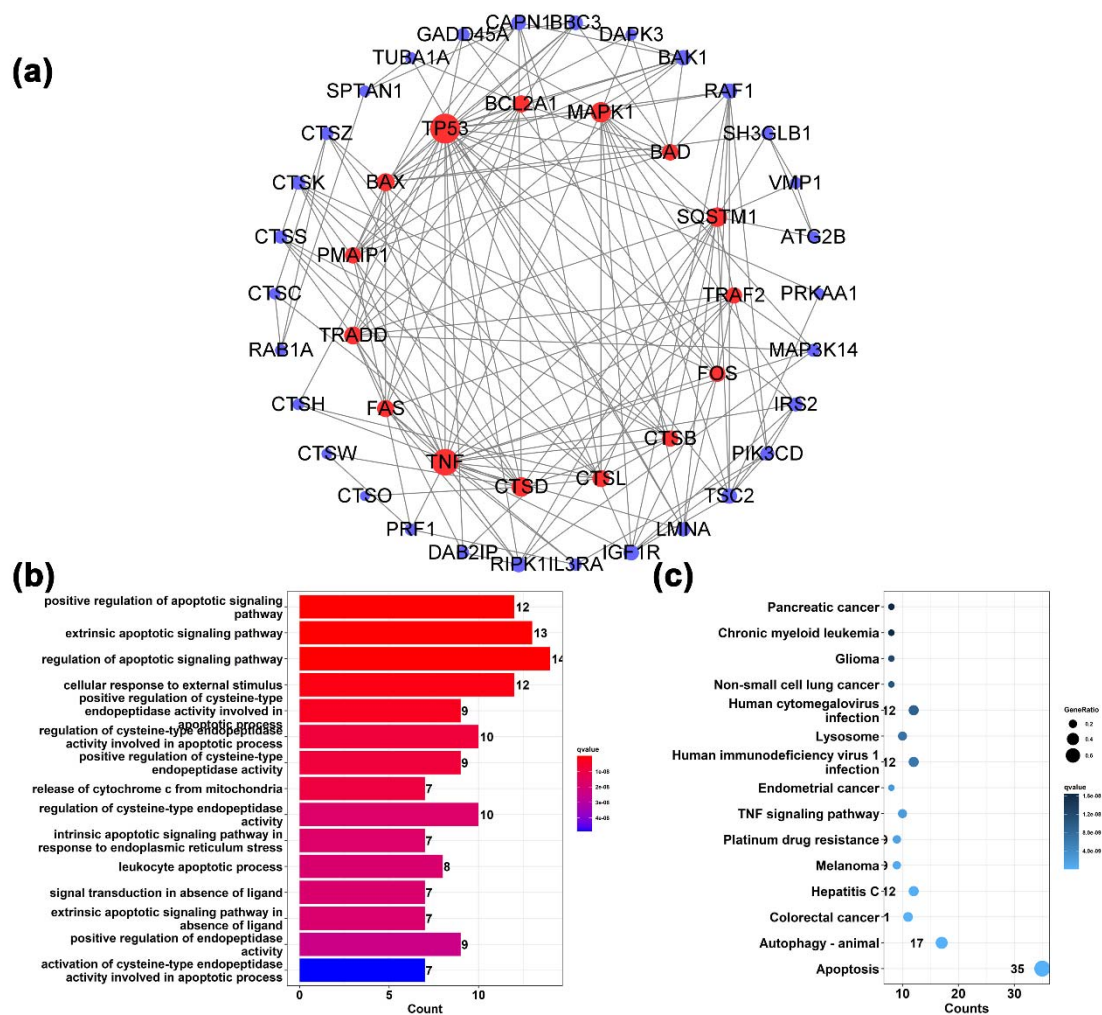 (a)
CAPN1
BBC3
GADD45A
DAPK3
TUBA1A
BAK1
SPTAN1
RAF1
BCL2A1
MAPK1
TP53
CTSZ
SH3GLB1
BAD
CTSK
BAX
VMP1
SQSTM1
CTSS
ATG2B
PMAIP1
CTSC
TRAF2
PRKAA1
TRADD
RAB1A
MAP3K14
FOS
CTSH
FAS
IRS2
CTSB
CTSW
TNF
PIK3CD
CTSL
CTSD
CTSO
TSC2
PRF1
LMNA
DAB2IP
IGF1R
RIPK1
IL3RA
(b)
positive regulation of apoptotic signaling
pathway
12
extrinsic apoptotic signaling pathway
13
regulation of apoptotic signaling pathway
14
cellular response to external stimulus
12
positive regulation of cysteine-type
endopeptidase activity involved in
apoptotic process
9
regulation of cysteine-type endopeptidase
activity involved in apoptotic process
10
positive regulation of cysteine-type
endopeptidase activity
9
release of cytochrome c from mitochondria
7
regulation of cysteine-type endopeptidase
activity
10
intrinsic apoptotic signaling pathway in
response to endoplasmic reticulum stress
7
leukocyte apoptotic process
8
signal transduction in absence of ligand
7
extrinsic apoptotic signaling pathway in
absence of ligand
7
positive regulation of endopeptidase
activity
9
activation of cysteine-type endopeptidase
activity involved in apoptotic process
7
0
10
Count
qvalue
(c)
Pancreatic cancer
Chronic myeloid leukemia
Glioma
Non-small cell lung cancer
Human cytomegalovirus
infection
12
Lysosome
Human immunodeficiency virus 1
infection
12
Endometrial cancer
TNF signaling pathway
Platinum drug resistance
9
Melanoma
9
Hepatitis C
12
Colorectal cancer
1
Autophagy - animal
17
Apoptosis
35
10
20
30
Counts
GeneRatio
0.2
0.4
0.6
qvalue